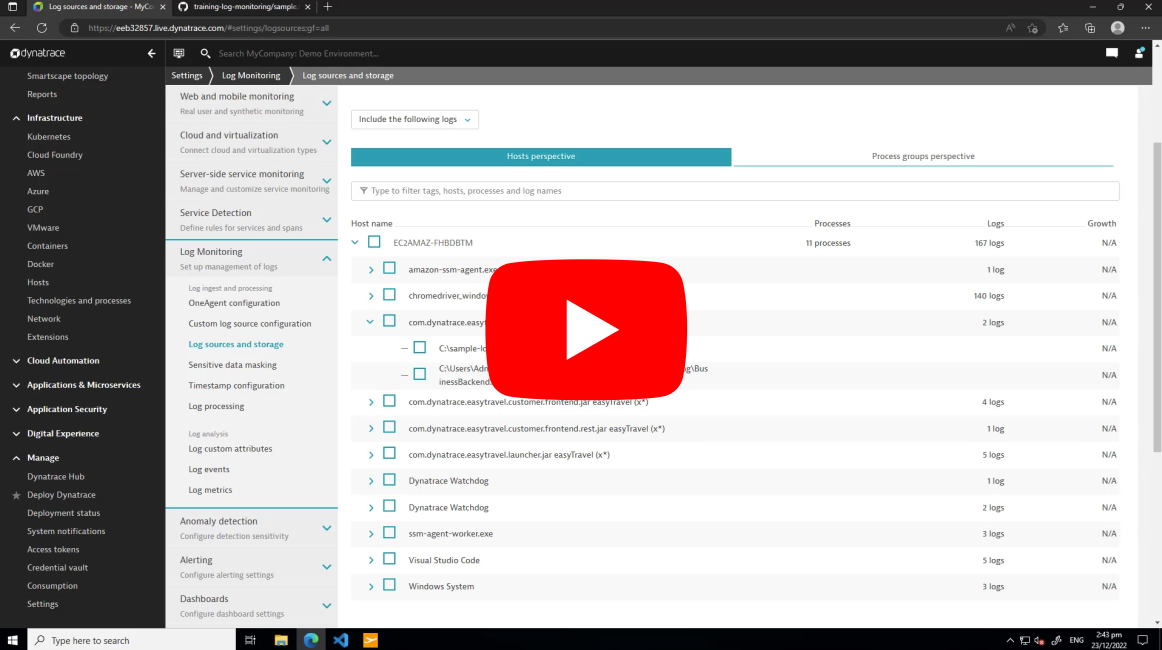 Log sources and storage - MyCo
training-log-monitoring/sample
https://eeb32857.live.dynatrace.com/#settings/logsources;gf=all
dynatrace
Search MyCompany: Demo Environment...
Smartscape topology
Reports
Infrastructure
Kubernetes
Cloud Foundry
AWS
Azure
GCP
VMware
Containers
Docker
Hosts
Technologies and processes
Network
Extensions
Cloud Automation
Applications & Microservices
Application Security
Digital Experience
Manage
Dynatrace Hub
Deploy Dynatrace
Deployment status
System notifications
Access tokens
Credential vault
Consumption
Settings
Settings
Log Monitoring
Log sources and storage
Web and mobile monitoring
Real user and synthetic monitoring
Cloud and virtualization
Connect cloud and virtualization types
Server-side service monitoring
Manage and customize service monitoring
Service Detection
Define rules for services and spans
Log Monitoring
Set up management of logs
Log ingest and processing
OneAgent configuration
Custom log source configuration
Log sources and storage
Sensitive data masking
Timestamp configuration
Log processing
Log analysis
Log custom attributes
Log events
Log metrics
Anomaly detection
Configure detection sensitivity
Alerting
Configure alerting settings
Dashboards
Configure dashboard settings
Include the following logs
Hosts perspective
Process groups perspective
Type to filter tags, hosts, processes and log names
Host name Processes Logs Growth
EC2AMAZ-FHBDBTM 11 processes 167 logs N/A
amazon-ssm-agent.exe 1 log N/A
chromedriver_windo 140 logs N/A
com.dynatrace.easyt 2 logs N/A
C:\sample-lo N/A
C:\Users\Adm g\Bus N/A
inessBackend.
com.dynatrace.easytravel.customer.frontend.jar easyTravel (x*) 4 logs N/A
com.dynatrace.easytravel.customer.frontend.rest.jar easyTravel (x*) 1 log N/A
com.dynatrace.easytravel.launcher.jar easyTravel (x*) 5 logs N/A
Dynatrace Watchdog 1 log N/A
Dynatrace Watchdog 2 logs N/A
ssm-agent-worker.exe 3 logs N/A
Visual Studio Code 5 logs N/A
Windows System 3 logs N/A
Type here to search
ENG
2:43 pm
23/12/2022